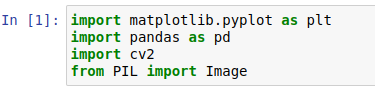 In [1]: import matplotlib.pyplot as plt
import pandas as pd
import cv2
from PIL import Image